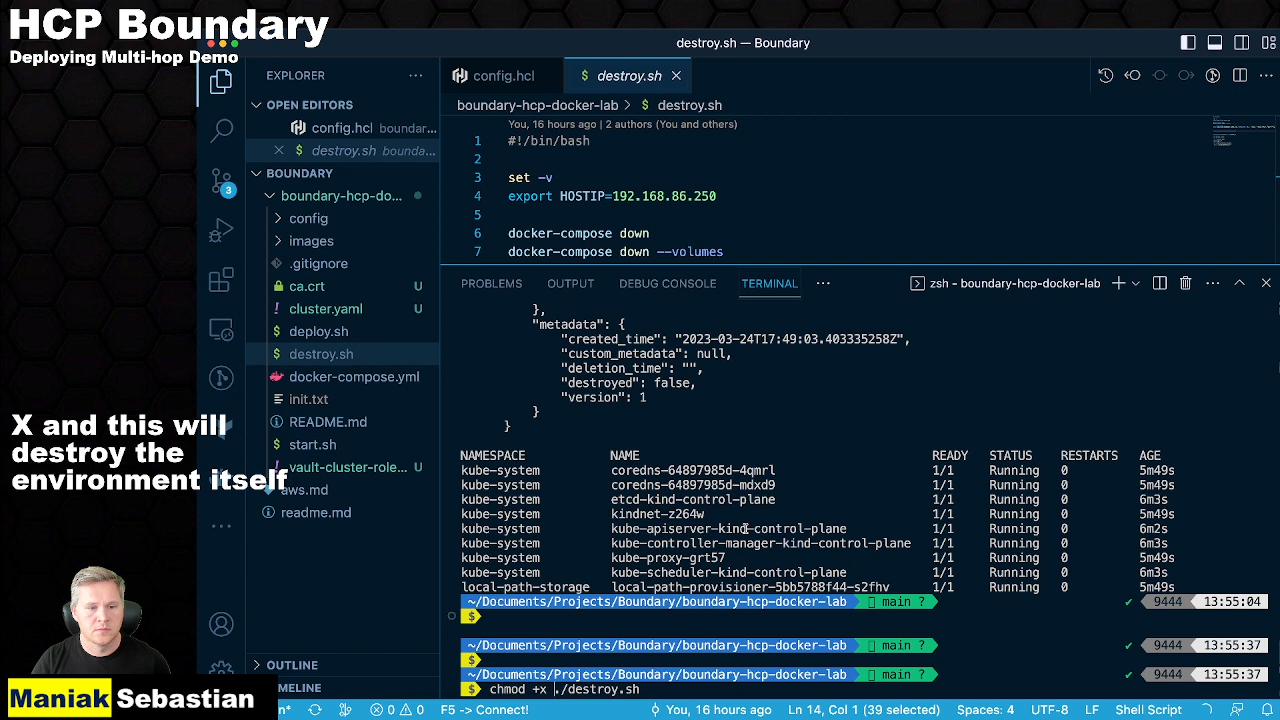 HCP Boundary
Deploying Multi-hop Demo
destroy.sh — Boundary
EXPLORER
OPEN EDITORS
config.hcl boundar...
$ destroy.sh bounda...
BOUNDARY
boundary-hcp-do...
config
images
.gitignore
ca.crt U
! cluster.yaml U
$ deploy.sh
$ destroy.sh
docker-compose.yml
init.txt
README.md
$ start.sh
vault-cluster-role... U
aws.md
readme.md
OUTLINE
TIMELINE
3
config.hcl
$ destroy.sh
boundary-hcp-docker-lab > $ destroy.sh
You, 16 hours ago | 2 authors (You and others)
1 #!/bin/bash
2
3 set -v
4 export HOSTIP=192.168.86.250
5
6 docker-compose down
7 docker-compose down --volumes
PROBLEMS OUTPUT DEBUG CONSOLE TERMINAL
zsh - boundary-hcp-docker-lab
},
"metadata": {
"created_time": "2023-03-24T17:49:03.403335258Z",
"custom_metadata": null,
"deletion_time": "",
"destroyed": false,
"version": 1
}
}
NAMESPACE NAME READY STATUS RESTARTS AGE
kube-system coredns-64897985d-4qmrl 1/1 Running 0 5m49s
kube-system coredns-64897985d-mdxd9 1/1 Running 0 5m49s
kube-system etcd-kind-control-plane 1/1 Running 0 6m3s
kube-system kindnet-z264w 1/1 Running 0 5m49s
kube-system kube-apiserver-kind-control-plane 1/1 Running 0 6m2s
kube-system kube-controller-manager-kind-control-plane 1/1 Running 0 6m3s
kube-system kube-proxy-grt57 1/1 Running 0 5m49s
kube-system kube-scheduler-kind-control-plane 1/1 Running 0 6m3s
local-path-storage local-path-provisioner-5bb5788f44-s2fhv 1/1 Running 0 5m49s
~/Documents/Projects/Boundary/boundary-hcp-docker-lab main ? ✔ 9444 13:55:04
$
~/Documents/Projects/Boundary/boundary-hcp-docker-lab main ? ✔ 9444 13:55:37
$
~/Documents/Projects/Boundary/boundary-hcp-docker-lab main ? ✔ 9444 13:55:37
$ chmod +x ./destroy.sh
X and this will
destroy the
environment itself
Maniak Sebastian
0 0 F5 -> Connect! You, 16 hours ago Ln 14, Col 1 (39 selected) Spaces: 4 UTF-8 LF Shell Script